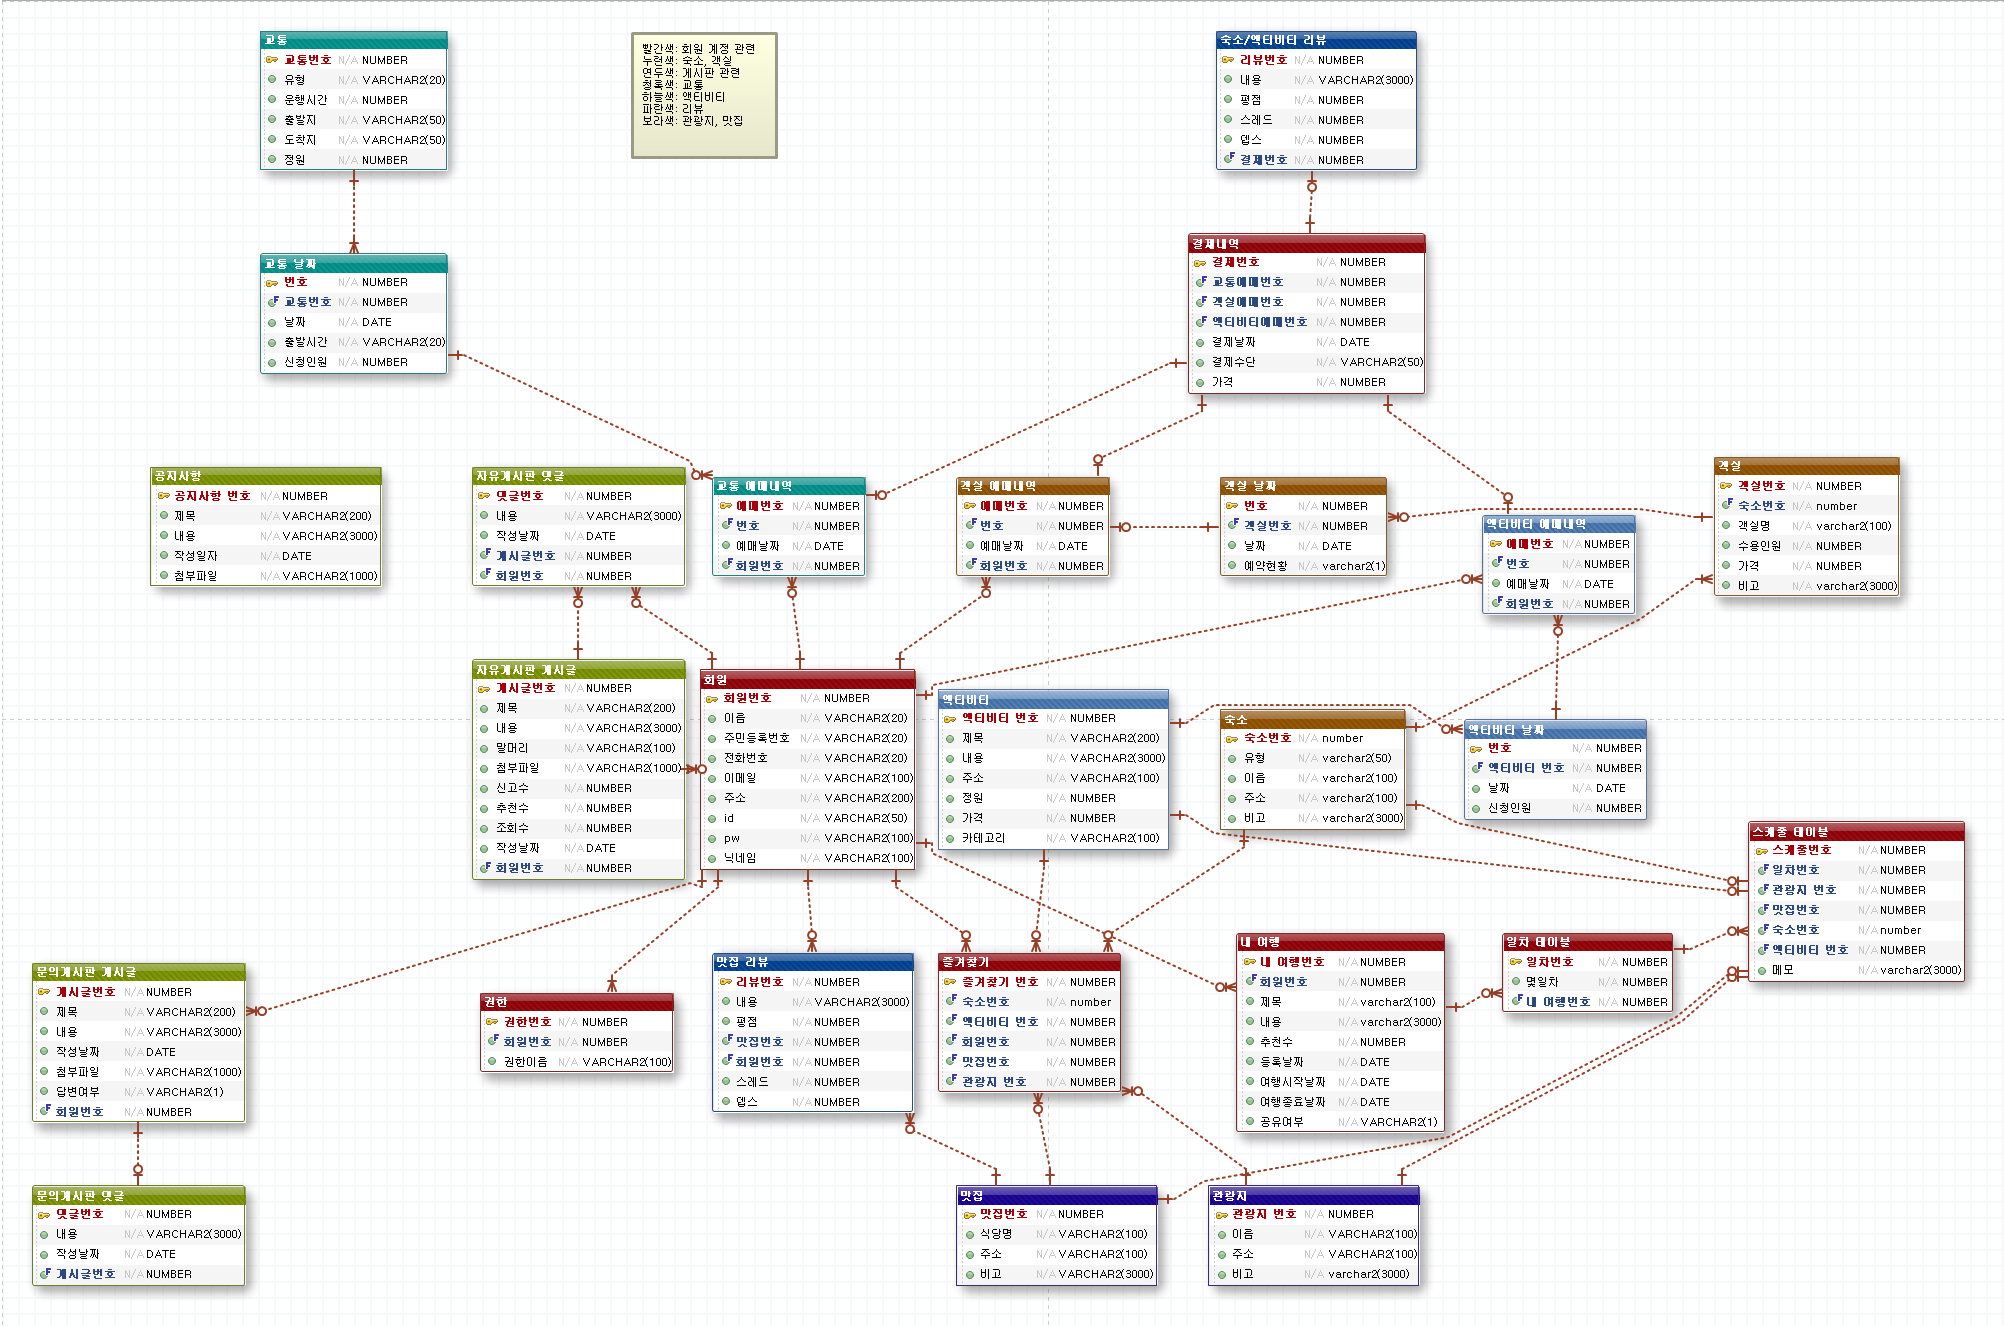 교통
교통번호 N/A NUMBER
유형 N/A VARCHAR2(20)
운행시간 N/A NUMBER
출발지 N/A VARCHAR2(50)
도착지 N/A VARCHAR2(50)
정원 N/A NUMBER
빨간색: 회원 계정 관련
누런색: 숙소, 객실
연두색: 게시판 관련
청록색: 교통
하늘색: 액티비티
파란색: 리뷰
보라색: 관광지, 맛집
숙소/액티비티 리뷰
리뷰번호 N/A NUMBER
내용 N/A VARCHAR2(3000)
평점 N/A NUMBER
스레드 N/A NUMBER
뎁스 N/A NUMBER
결제번호 N/A NUMBER
교통 날짜
번호 N/A NUMBER
교통번호 N/A NUMBER
날짜 N/A DATE
출발시간 N/A VARCHAR2(20)
신청인원 N/A NUMBER
결제내역
결제번호 N/A NUMBER
교통예매번호 N/A NUMBER
객실예매번호 N/A NUMBER
액티비티예매번호 N/A NUMBER
결제날짜 N/A DATE
결제수단 N/A VARCHAR2(50)
가격 N/A NUMBER
공지사항
공지사항 번호 N/A NUMBER
제목 N/A VARCHAR2(200)
내용 N/A VARCHAR2(3000)
작성일자 N/A DATE
첨부파일 N/A VARCHAR2(1000)
자유게시판 댓글
댓글번호 N/A NUMBER
내용 N/A VARCHAR2(3000)
작성날짜 N/A DATE
게시글번호 N/A NUMBER
회원번호 N/A NUMBER
교통 예매내역
예매번호 N/A NUMBER
번호 N/A NUMBER
예매날짜 N/A DATE
회원번호 N/A NUMBER
객실 예매내역
예매번호 N/A NUMBER
번호 N/A NUMBER
예매날짜 N/A DATE
회원번호 N/A NUMBER
객실 날짜
번호 N/A NUMBER
객실번호 N/A NUMBER
날짜 N/A DATE
예약현황 N/A varchar2(1)
액티비티 예매내역
예매번호 N/A NUMBER
번호 N/A NUMBER
예매날짜 N/A DATE
회원번호 N/A NUMBER
객실
객실번호 N/A NUMBER
숙소번호 N/A number
객실명 N/A varchar2(100)
수용인원 N/A NUMBER
가격 N/A NUMBER
비고 N/A varchar2(3000)
자유게시판 게시글
게시글번호 N/A NUMBER
제목 N/A VARCHAR2(200)
내용 N/A VARCHAR2(3000)
말머리 N/A VARCHAR2(100)
첨부파일 N/A VARCHAR2(1000)
신고수 N/A NUMBER
추천수 N/A NUMBER
조회수 N/A NUMBER
작성날짜 N/A DATE
회원번호 N/A NUMBER
회원
회원번호 N/A NUMBER
이름 N/A VARCHAR2(20)
주민등록번호 N/A VARCHAR2(20)
전화번호 N/A VARCHAR2(20)
이메일 N/A VARCHAR2(100)
주소 N/A VARCHAR2(200)
id N/A VARCHAR2(50)
pw N/A VARCHAR2(100)
닉네임 N/A VARCHAR2(100)
액티비티
액티비티 번호 N/A NUMBER
제목 N/A VARCHAR2(200)
내용 N/A VARCHAR2(3000)
주소 N/A VARCHAR2(100)
정원 N/A NUMBER
가격 N/A NUMBER
카테고리 N/A VARCHAR2(100)
숙소
숙소번호 N/A number
유형 N/A varchar2(50)
이름 N/A varchar2(100)
주소 N/A varchar2(100)
비고 N/A varchar2(3000)
액티비티 날짜
번호 N/A NUMBER
액티비티 번호 N/A NUMBER
날짜 N/A DATE
신청인원 N/A NUMBER
스케줄 테이블
스케줄번호 N/A NUMBER
일차번호 N/A NUMBER
관광지 번호 N/A NUMBER
맛집번호 N/A NUMBER
숙소번호 N/A number
액티비티 번호 N/A NUMBER
메모 N/A varchar2(3000)
문의게시판 게시글
게시글번호 N/A NUMBER
제목 N/A VARCHAR2(200)
내용 N/A VARCHAR2(3000)
작성날짜 N/A DATE
첨부파일 N/A VARCHAR2(1000)
답변여부 N/A VARCHAR2(1)
회원번호 N/A NUMBER
권한
권한번호 N/A NUMBER
회원번호 N/A NUMBER
권한이름 N/A VARCHAR2(100)
맛집 리뷰
리뷰번호 N/A NUMBER
내용 N/A VARCHAR2(3000)
평점 N/A NUMBER
맛집번호 N/A NUMBER
회원번호 N/A NUMBER
스레드 N/A NUMBER
뎁스 N/A NUMBER
즐겨찾기
즐겨찾기 번호 N/A NUMBER
숙소번호 N/A number
액티비티 번호 N/A NUMBER
회원번호 N/A NUMBER
맛집번호 N/A NUMBER
관광지 번호 N/A NUMBER
내 여행
내 여행번호 N/A NUMBER
회원번호 N/A NUMBER
제목 N/A varchar2(100)
내용 N/A varchar2(3000)
추천수 N/A NUMBER
등록날짜 N/A DATE
여행시작날짜 N/A DATE
여행종료날짜 N/A DATE
공유여부 N/A VARCHAR2(1)
일차 테이블
일차번호 N/A NUMBER
몇일차 N/A NUMBER
내 여행번호 N/A NUMBER
문의게시판 댓글
댓글번호 N/A NUMBER
내용 N/A VARCHAR2(3000)
작성날짜 N/A DATE
게시글번호 N/A NUMBER
맛집
맛집번호 N/A NUMBER
식당명 N/A VARCHAR2(100)
주소 N/A VARCHAR2(100)
비고 N/A VARCHAR2(3000)
관광지
관광지 번호 N/A NUMBER
이름 N/A VARCHAR2(100)
주소 N/A VARCHAR2(100)
비고 N/A varchar2(3000)